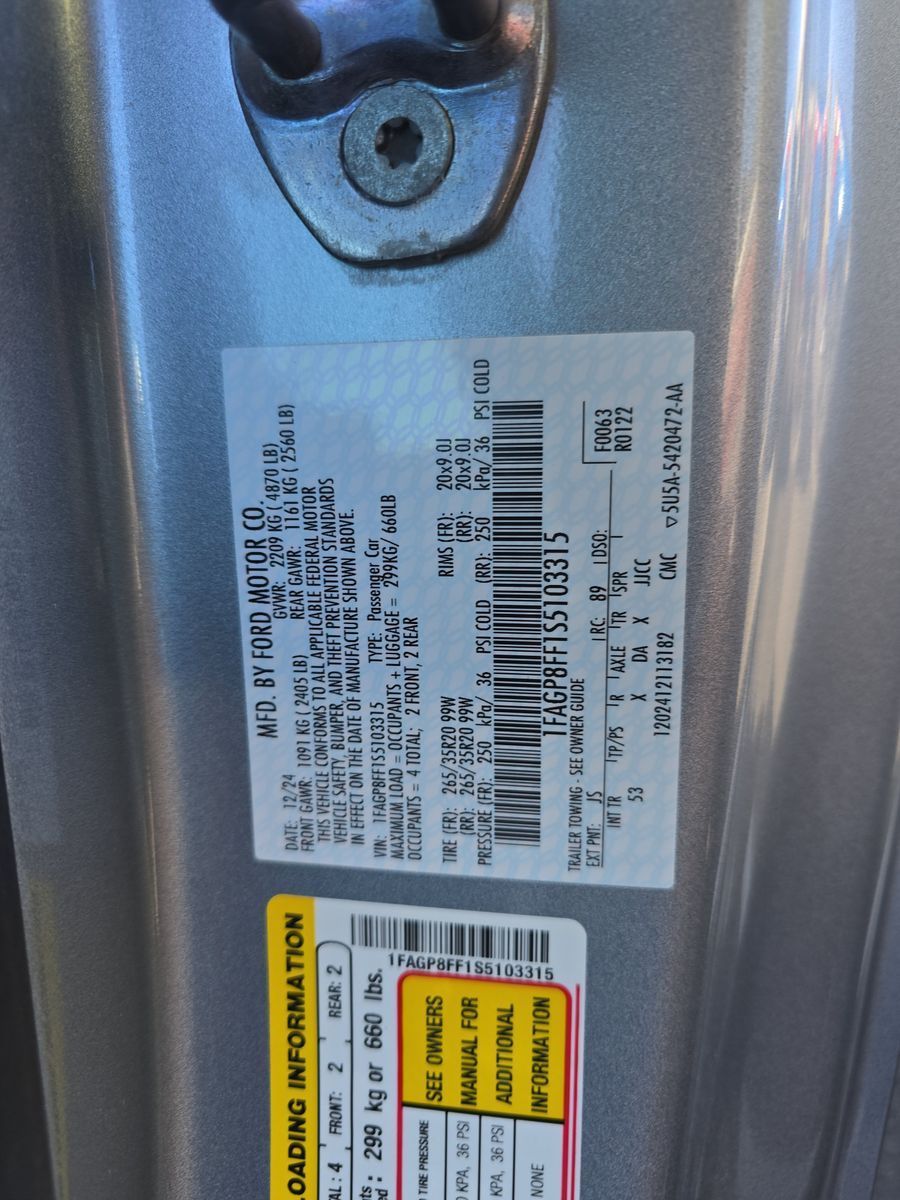 MFD. BY FORD MOTOR CO.
DATE: 12/24 GVWR: 2209 KG ( 4870 LB)
FRONT GAWR: 1091 KG ( 2405 LB) REAR GAWR: 1161 KG ( 2560 LB)
THIS VEHICLE CONFORMS TO ALL APPLICABLE FEDERAL MOTOR
VEHICLE SAFETY, BUMPER, AND THEFT PREVENTION STANDARDS
IN EFFECT ON THE DATE OF MANUFACTURE SHOWN ABOVE.
VIN: 1FAGP8FF1S5103315 TYPE: Passenger Car
MAXIMUM LOAD = OCCUPANTS + LUGGAGE = 299KG/ 660LB
OCCUPANTS = 4 TOTAL; 2 FRONT, 2 REAR
TIRE (FR): 265/35R20 99W RIMS (FR): 20x9.0J
(RR): 265/35R20 99W (RR): 20x9.0J
PRESSURE (FR): 250 kPa/ 36 PSI COLD (RR): 250 kPa/ 36 PSI COLD
1FAGP8FF1S5103315
TRAILER TOWING - SEE OWNER GUIDE
EXT PNT: JS RC: 89 DSO: F0063
R0122
INT TR TP/PS R AXLE TR SPR
53 X DA X JJCC
1202412113182 CMC ▽5U5A-5420472-AA
LOADING INFORMATION
AL : 4 FRONT: 2 REAR: 2
299 kg or 660 lbs.
1FAGP8FF1S5103315
TIRE PRESSURE
KPA, 36 PSI
KPA, 36 PSI
NONE
SEE OWNERS
MANUAL FOR
ADDITIONAL
INFORMATION